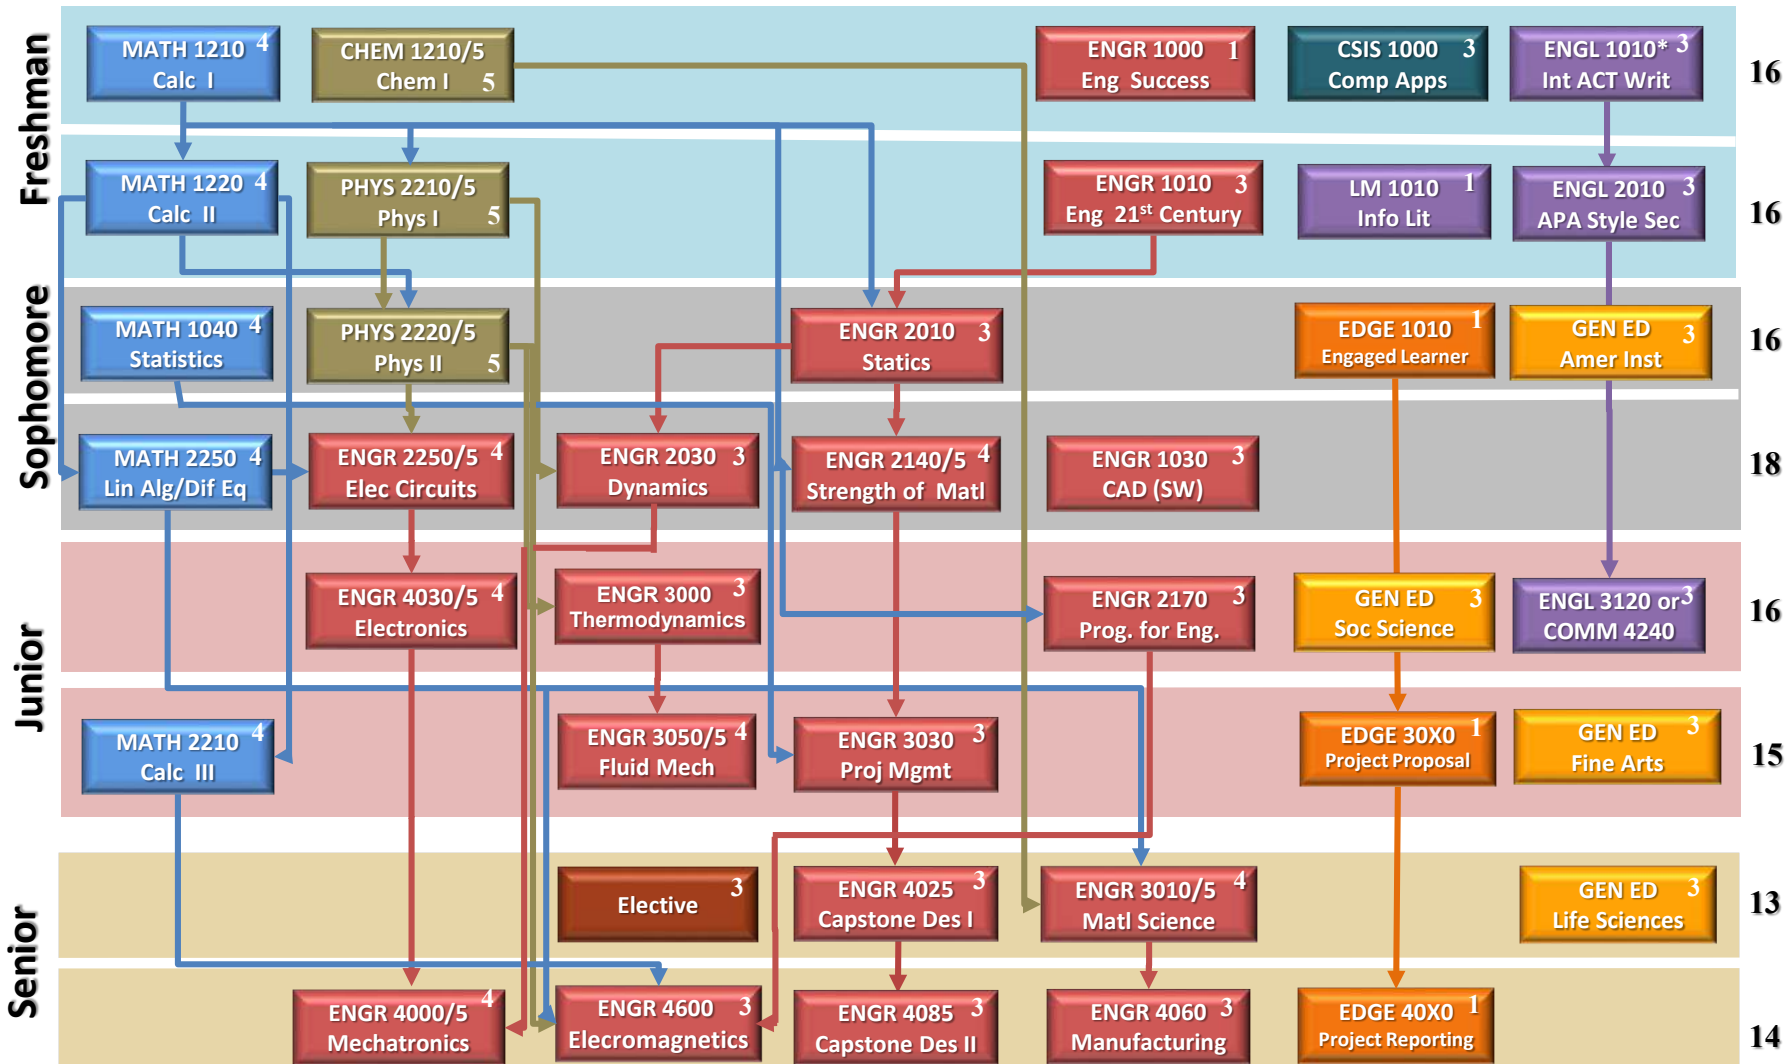 Freshman
MATH 1210 4
Calc I
CHEM 1210/5
Chem I 5
ENGR 1000 1
Eng Success
CSIS 1000 3
Comp Apps
ENGL 1010* 3
Int ACT Writ
16
MATH 1220 4
Calc II
PHYS 2210/5
Phys I 5
ENGR 1010 3
Eng 21st Century
LM 1010 1
Info Lit
ENGL 2010 3
APA Style Sec
16
Sophomore
MATH 1040 4
Statistics
PHYS 2220/5
Phys II 5
ENGR 2010 3
Statics
EDGE 1010 1
Engaged Learner
GEN ED 3
Amer Inst
16
MATH 2250 4
Lin Alg/Dif Eq
ENGR 2250/5 4
Elec Circuits
ENGR 2030 3
Dynamics
ENGR 2140/5 4
Strength of Matl
ENGR 1030 3
CAD (SW)
18
Junior
ENGR 4030/5 4
Electronics
ENGR 3000 3
Thermodynamics
ENGR 2170 3
Prog. for Eng.
GEN ED 3
Soc Science
ENGL 3120 or 3
COMM 4240
16
MATH 2210 4
Calc III
ENGR 3050/5 4
Fluid Mech
ENGR 3030 3
Proj Mgmt
EDGE 30X0 1
Project Proposal
GEN ED 3
Fine Arts
15
Senior
Elective 3
ENGR 4025 3
Capstone Des I
ENGR 3010/5 4
Matl Science
GEN ED 3
Life Sciences
13
ENGR 4000/5 4
Mechatronics
ENGR 4600 3
Elecromagnetics
ENGR 4085 3
Capstone Des II
ENGR 4060 3
Manufacturing
EDGE 40X0 1
Project Reporting
14